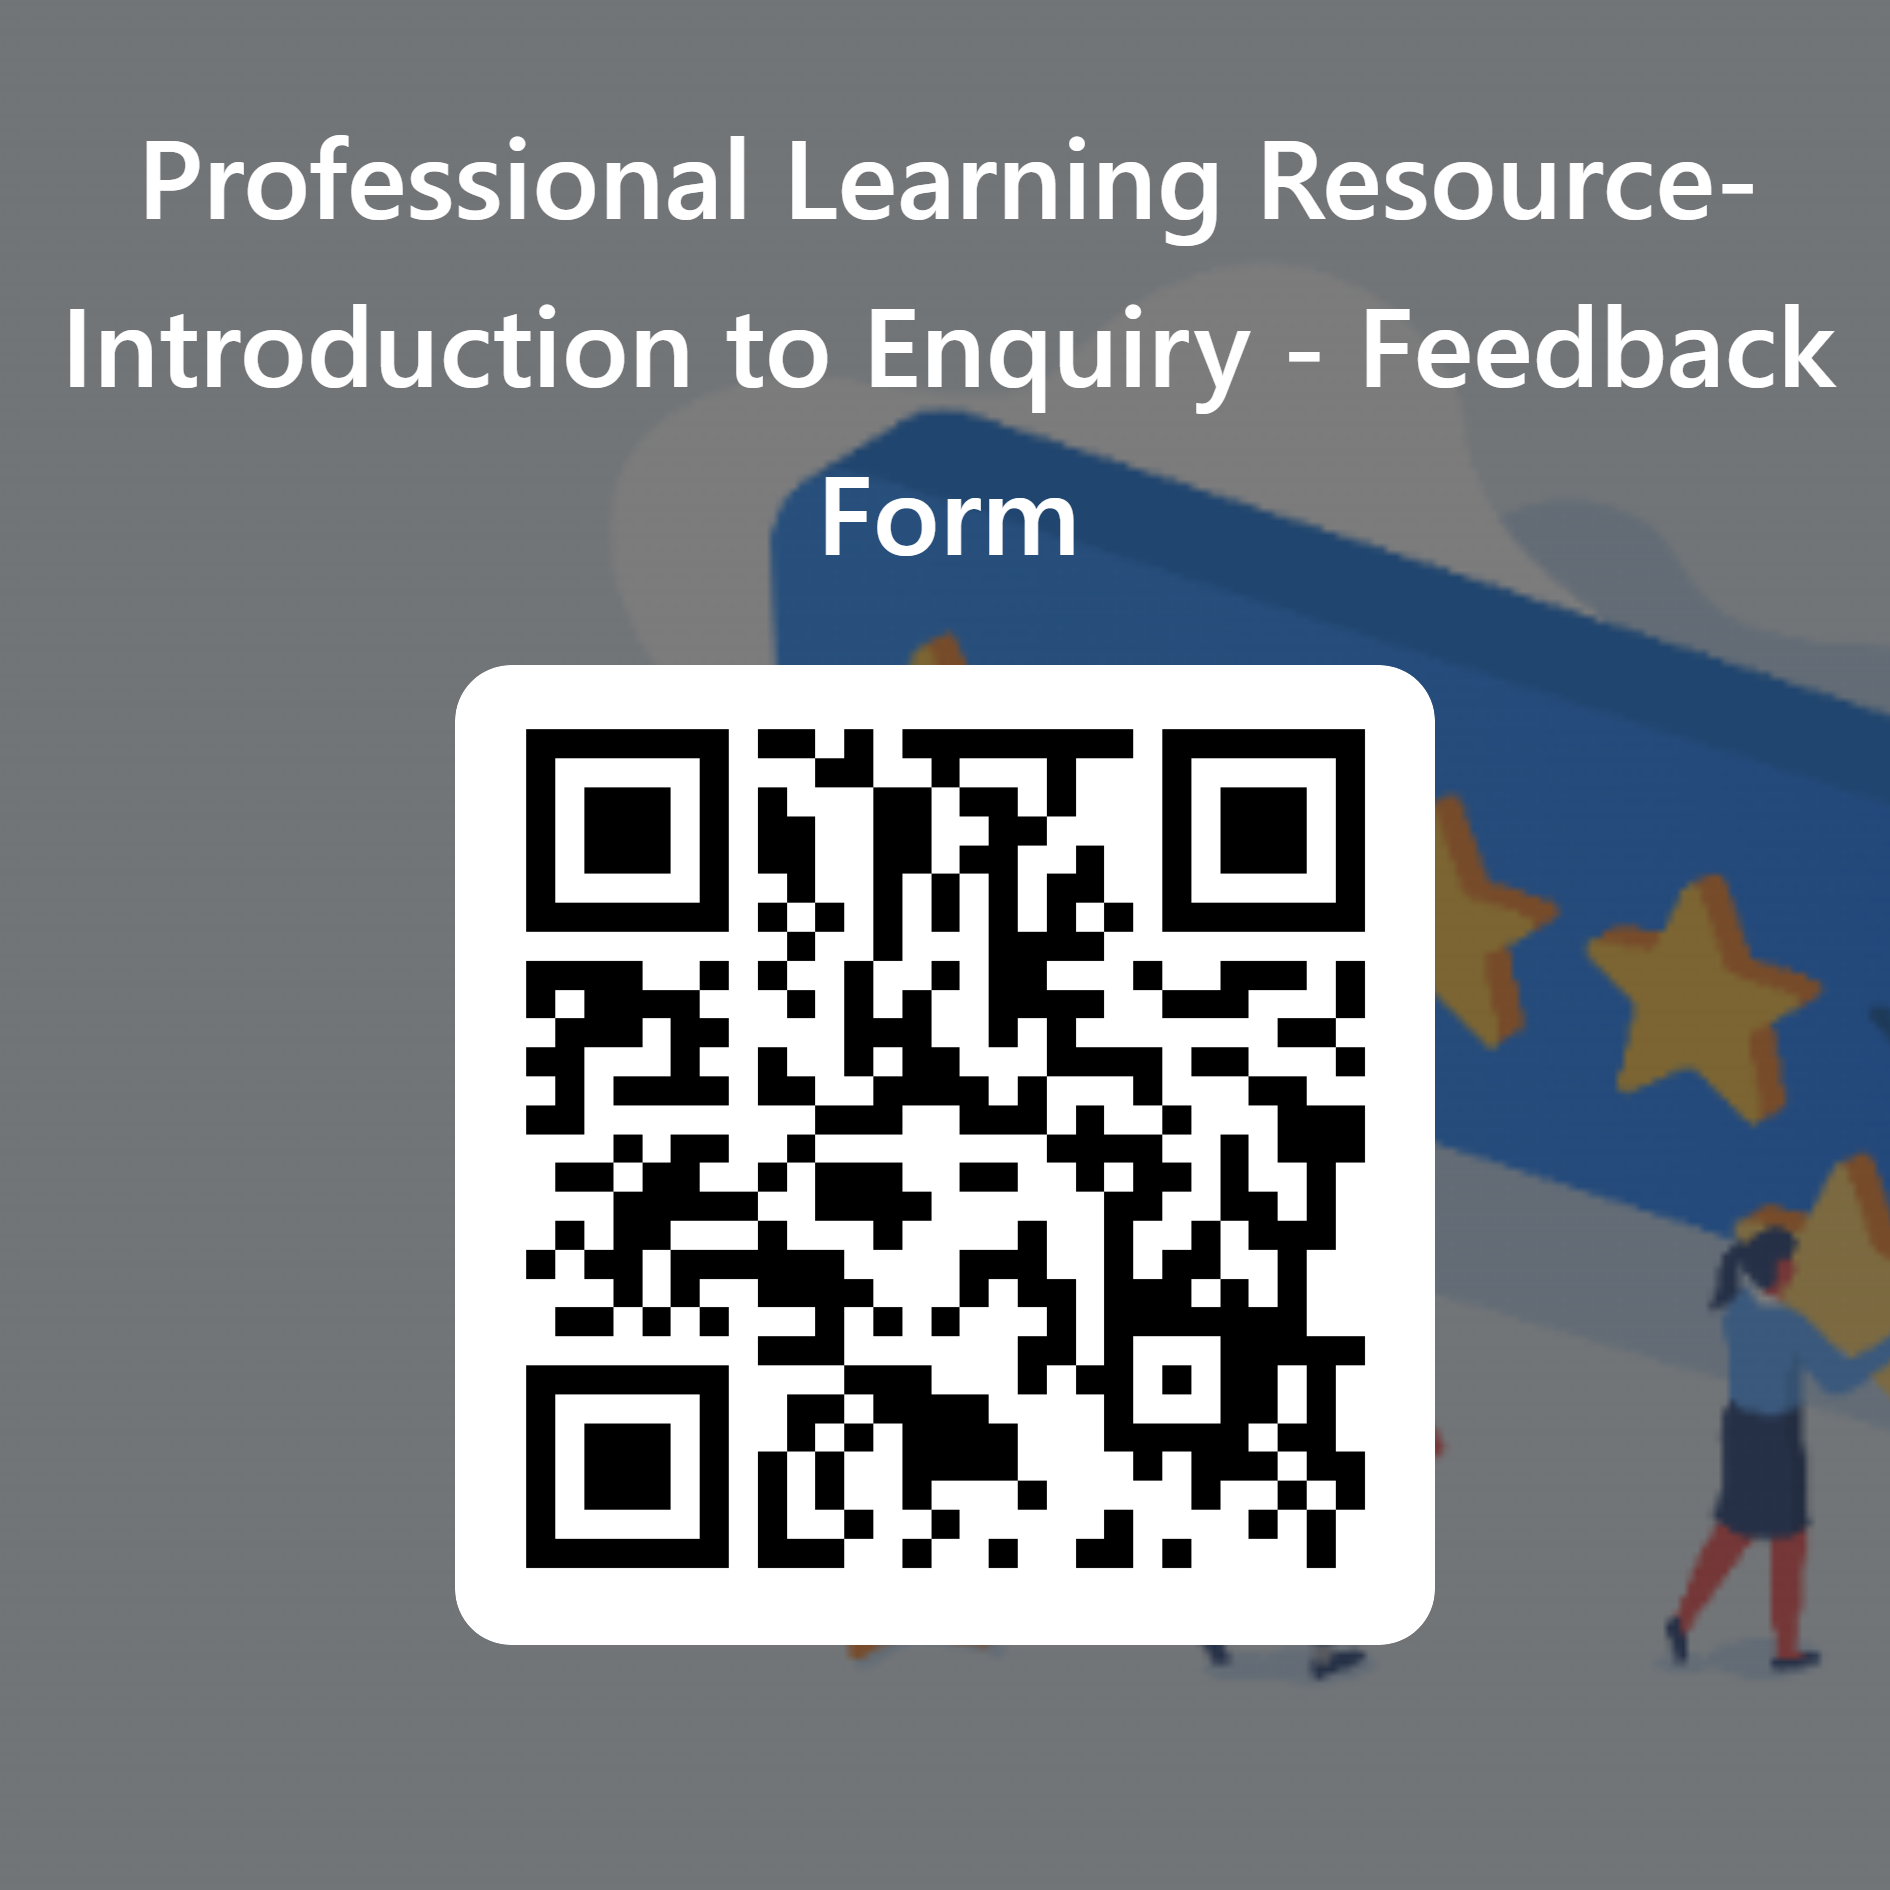 Professional Learning Resource-
Introduction to Enquiry - Feedback
Form